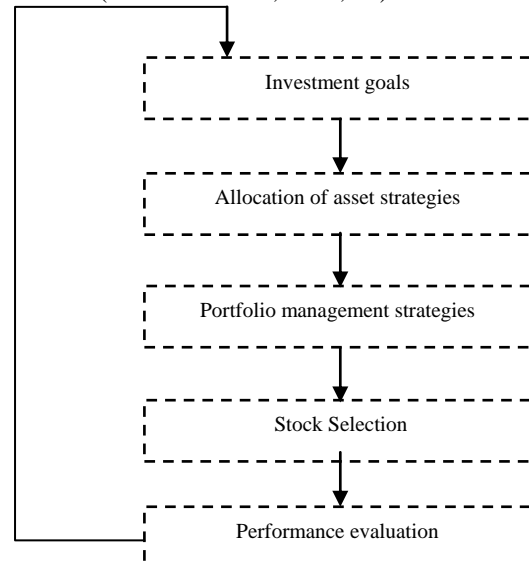 Investment goals
Allocation of asset strategies
Portfolio management strategies
Stock Selection
Performance evaluation